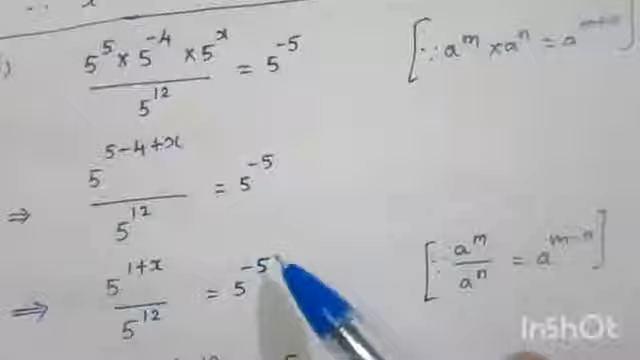 5^5 × 5^-4 × 5^x / 5^12 = 5^-5 [∵ a^m × a^n = a^m+n]
⇒ 5^5-4+x / 5^12 = 5^-5
⇒ 5^1+x / 5^12 = 5^-5 [∵ a^m / a^n = a^m-n]
InShOt